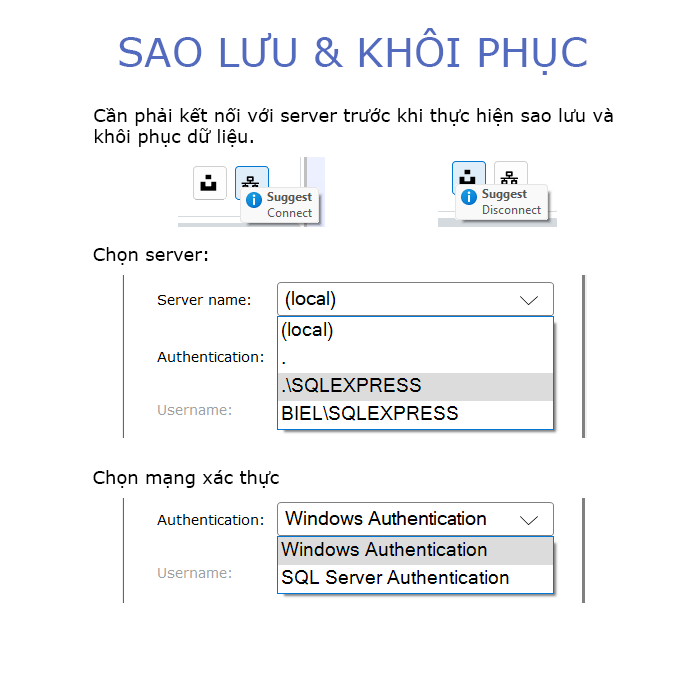 SAO LƯU & KHÔI PHỤC
Cần phải kết nối với server trước khi thực hiện sao lưu và
khôi phục dữ liệu.
Suggest
Connect
Suggest
Disconnect
Chọn server:
Server name:
(local)
(local)
.
Authentication:
.\SQLEXPRESS
Username:
BIEL\SQLEXPRESS
Chọn mạng xác thực
Authentication:
Windows Authentication
Windows Authentication
Username:
SQL Server Authentication